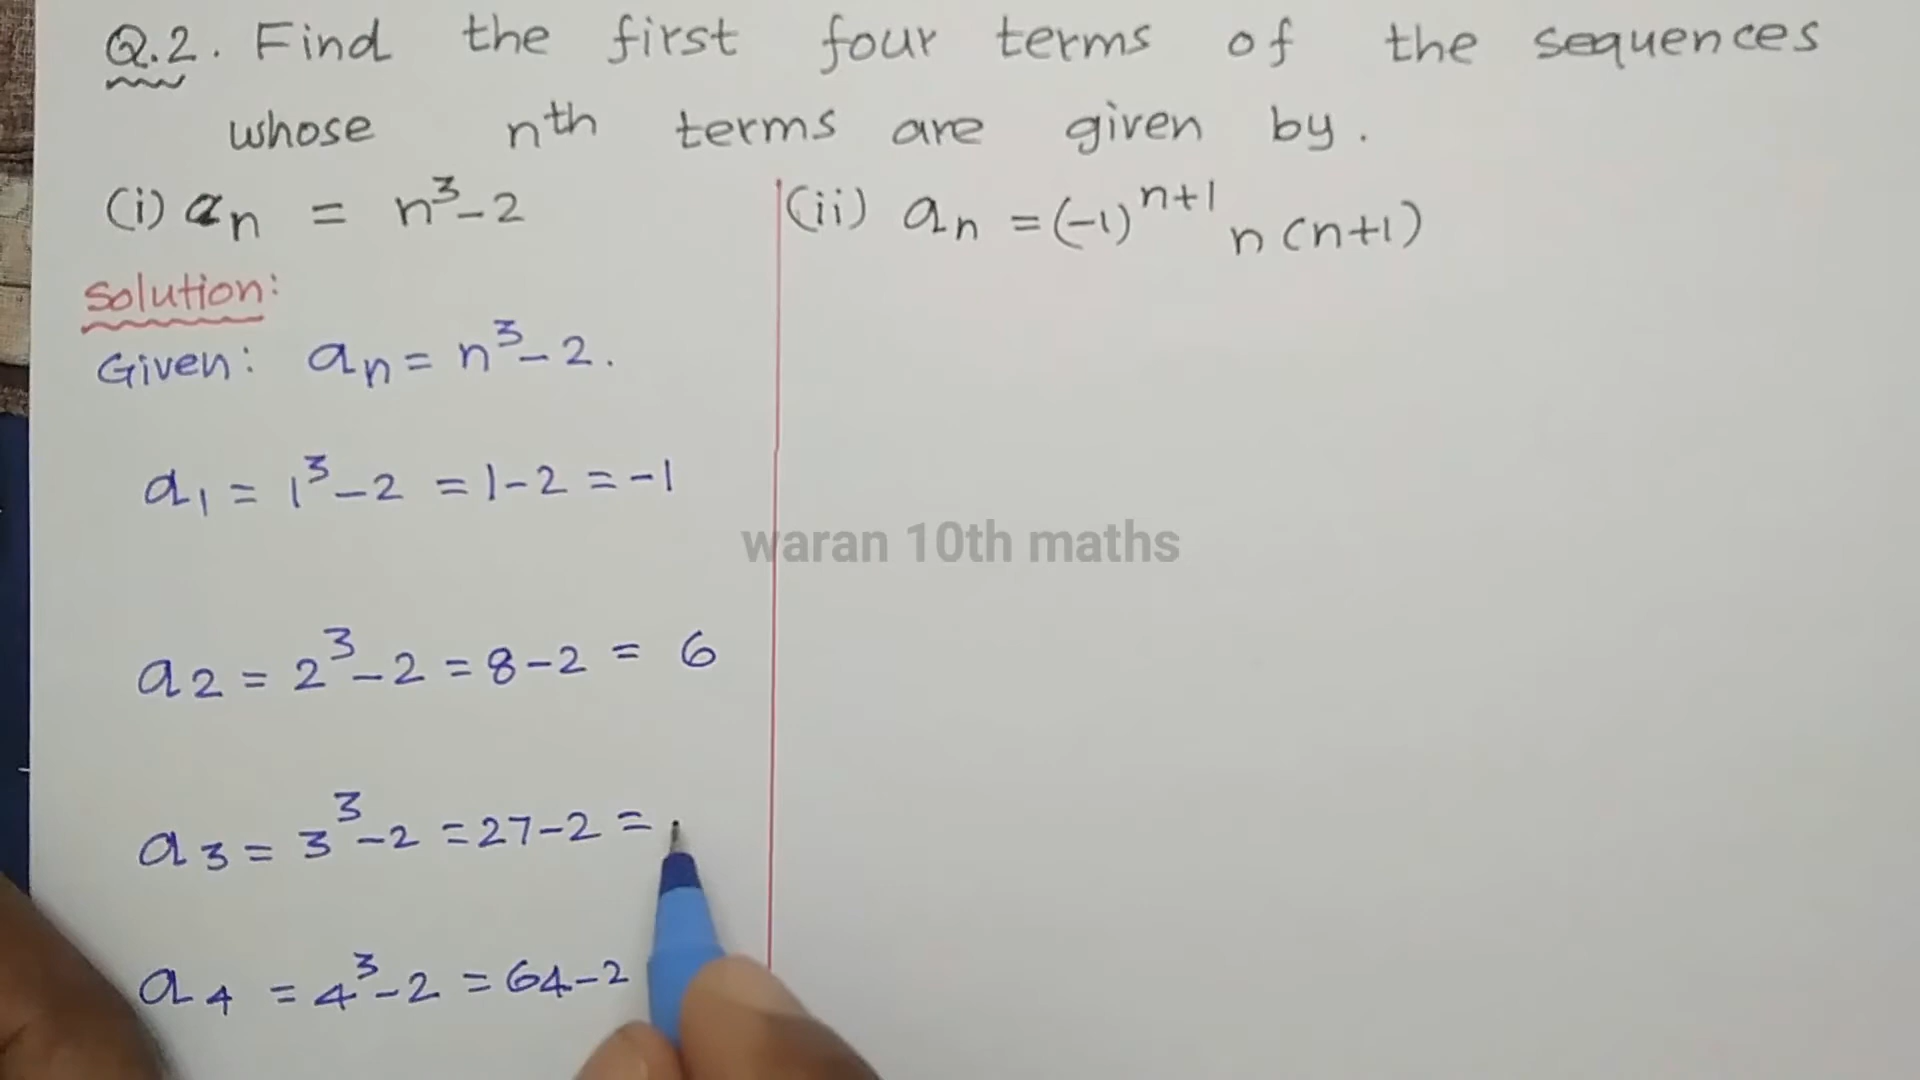 Q.2. Find the first four terms of the sequences
whose nth terms are given by.
(i) aₙ = n³-2
(ii) aₙ = (-1)ⁿ⁺¹ n(n+1)
Solution:
Given: aₙ = n³-2.
a₁ = 1³-2 = 1-2 = -1
waran 10th maths
a₂ = 2³-2 = 8-2 = 6
a₃ = 3³-2 = 27-2 =
a₄ = 4³-2 = 64-2